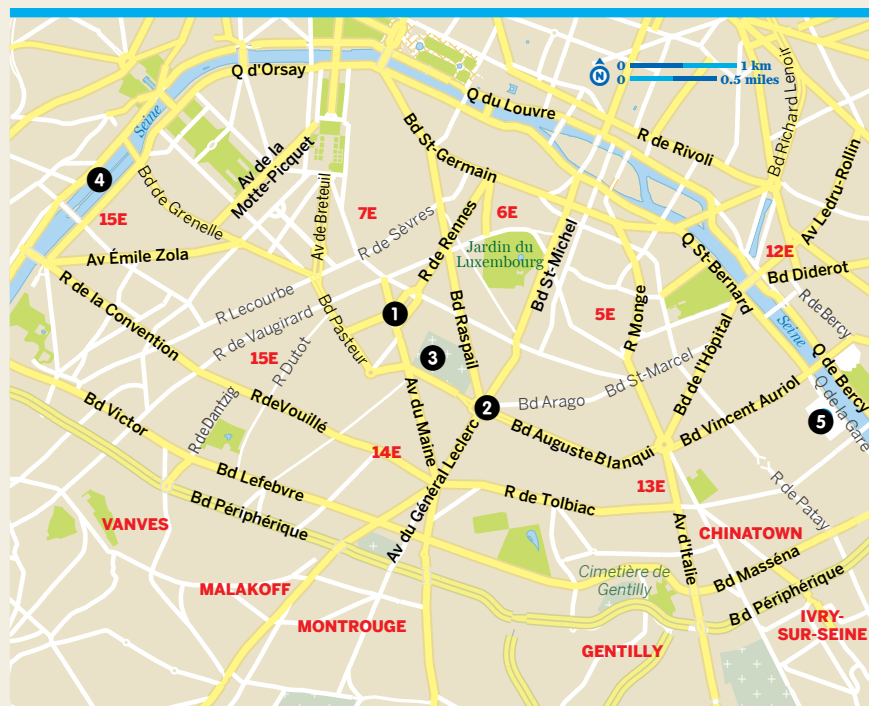 Q d'Orsay
0
1 km
N
0
0.5 miles
Seine
Q du Louvre
Bd Richard Lenoir
R de Rivoli
Bd St-Germain
Av de la
Motte-Picquet
Av Ledru-Rollin
4
Bd de Grenelle
15E
Av de Breteuil
7E
R de Sèvres
R de Rennes
6E
Jardin du
Luxembourg
Bd St-Michel
Q St-Bernard
12E
Av Émile Zola
Bd Diderot
R de la Convention
R Lecourbe
R de Vaugirard
Bd Pasteur
1
Bd Raspail
5E
R Monge
R de Bercy
Seine
15E
R Dutot
3
Bd de l'Hôpital
Q de Bercy
Bd St-Marcel
Bd Victor
R de Dantzig
R de Vouillé
Av du Maine
2
Bd Arago
Bd Vincent Auriol
Q de la Gare
5
Bd Auguste Blanqui
14E
Av du Général Leclerc
Bd Lefebvre
13E
R de Tolbiac
R de Patay
Bd Périphérique
VANVES
Av d'Italie
CHINATOWN
Cimetière de
Gentilly
Bd Masséna
MALAKOFF
Bd Périphérique
MONTROUGE
IVRY-
SUR-SEINE
GENTILLY